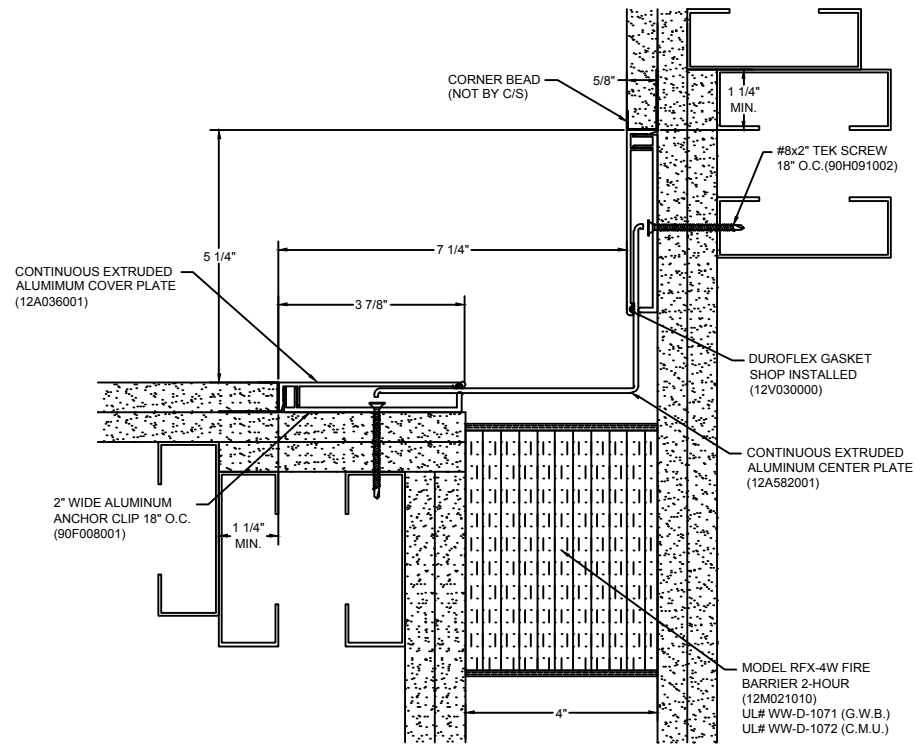 CORNER BEAD
(NOT BY C/S)
5/8"
1 1/4"
MIN.
#8x2" TEK SCREW
18" O.C.(90H091002)
7 1/4"
5 1/4"
CONTINUOUS EXTRUDED
ALUMIMUM COVER PLATE
(12A036001)
3 7/8"
DUROFLEX GASKET
SHOP INSTALLED
(12V030000)
CONTINUOUS EXTRUDED
ALUMINUM CENTER PLATE
(12A582001)
2" WIDE ALUMINUM
ANCHOR CLIP 18" O.C.
(90F008001)
1 1/4"
MIN.
MODEL RFX-4W FIRE
BARRIER 2-HOUR
(12M021010)
UL# WW-D-1071 (G.W.B.)
UL# WW-D-1072 (C.M.U.)
4"